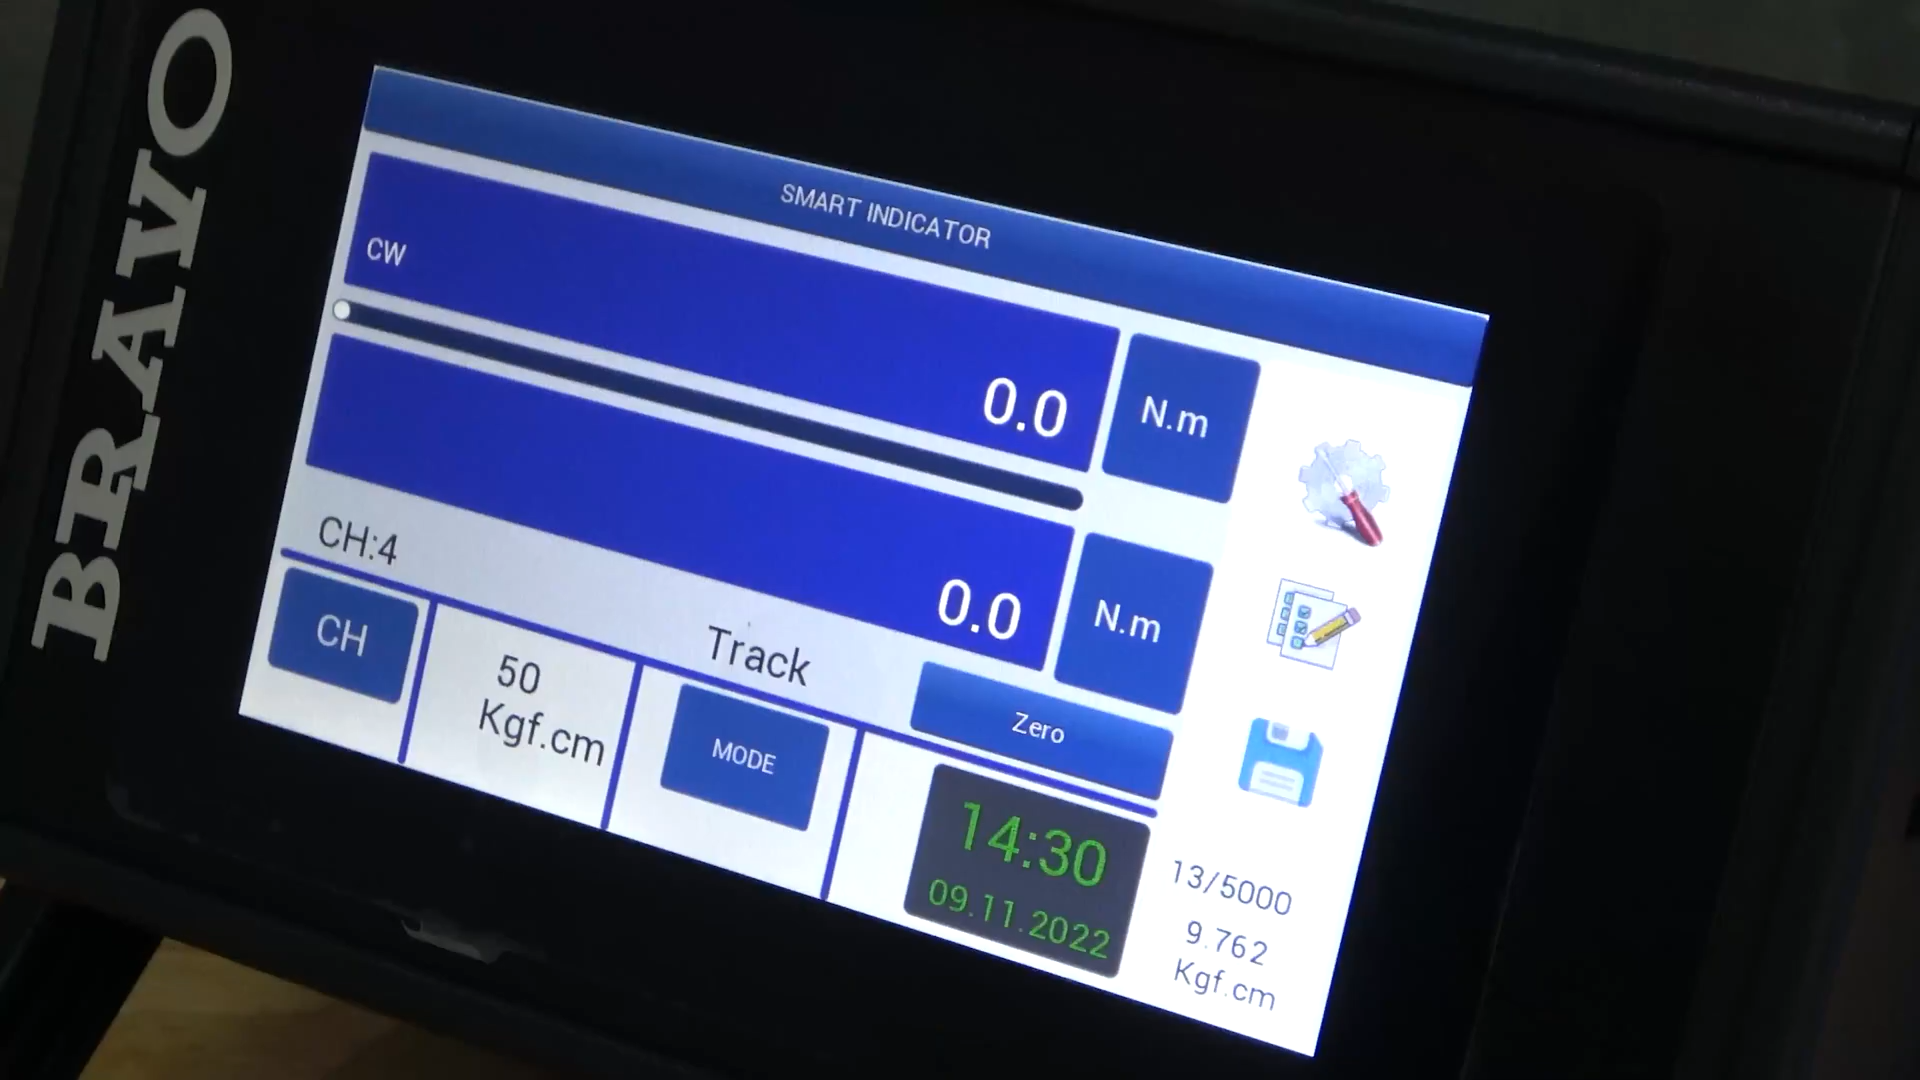 BRAVO
SMART INDICATOR
CW
0.0
N.m
0.0
N.m
CH:4
Track
Zero
CH
50
Kgf.cm
MODE
14:30
09.11.2022
13/5000
9.762
Kgf.cm